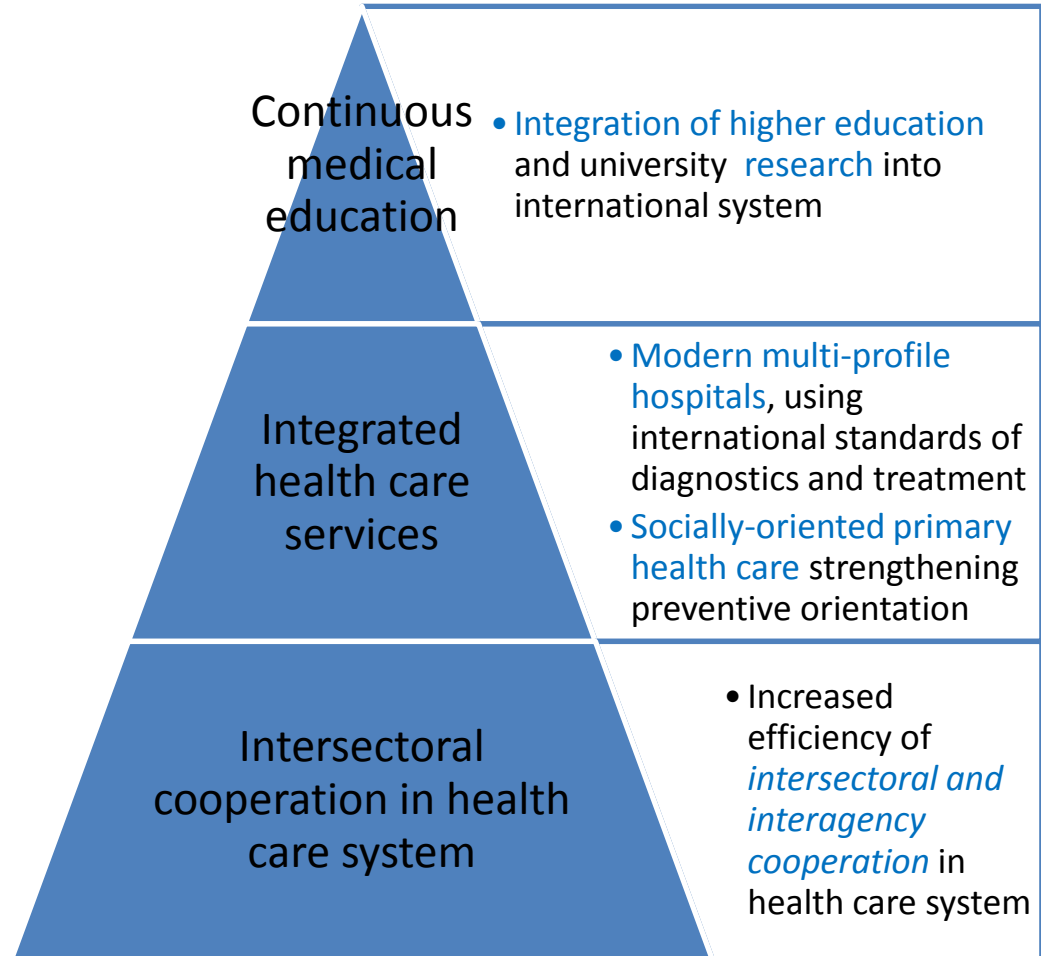 Continuous
medical
education
• Integration of higher education
and university  research into
international system
Integrated
health care
services
• Modern multi-profile
hospitals, using
international standards of
diagnostics and treatment
• Socially-oriented primary
health care strengthening
preventive orientation
Intersectoral
cooperation in health
care system
• Increased
efficiency of
intersectoral and
interagency
cooperation in
health care system